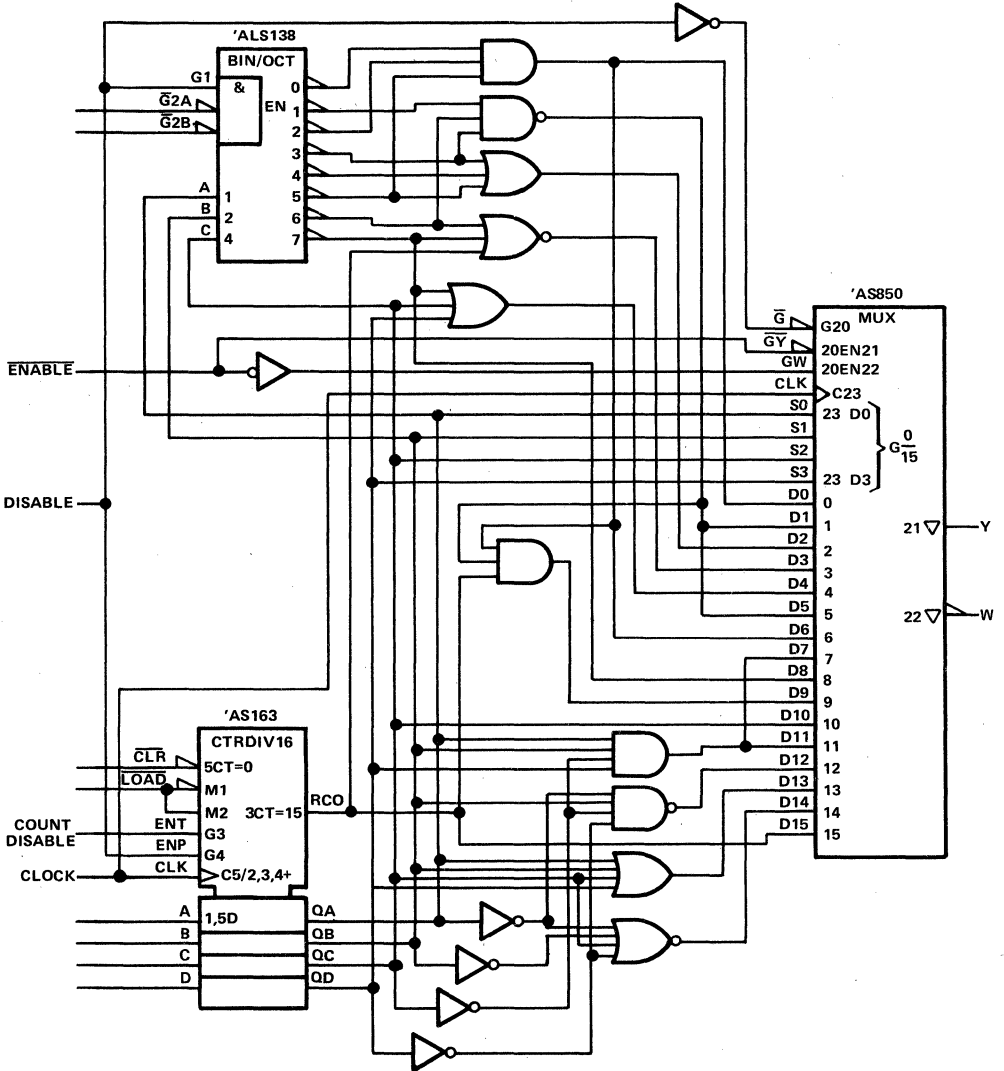 'ALS138
BIN/OCT
G1
&
G̅2A
G̅2B
EN
0
1
2
3
4
5
6
7
A
1
B
2
C
4
ENABLE
DISABLE
'AS850
MUX
G̅
G20
G̅Y̅
20EN21
GW
20EN22
CLK
C23
S0
23 D0
S1
S2
S3
23 D3
G 0/15
D0
0
D1
1
D2
2
D3
3
D4
4
D5
5
D6
6
D7
7
D8
8
D9
9
D10
10
D11
11
D12
12
D13
13
D14
14
D15
15
21 ▽
Y
22 ▽
W
'AS163
CTRDIV16
CLR
5CT=0
LOAD
M1
M2
3CT=15
RCO
COUNT
DISABLE
ENT
G3
ENP
G4
CLOCK
CLK
C5/2,3,4+
A
1,5D
QA
B
QB
C
QC
D
QD